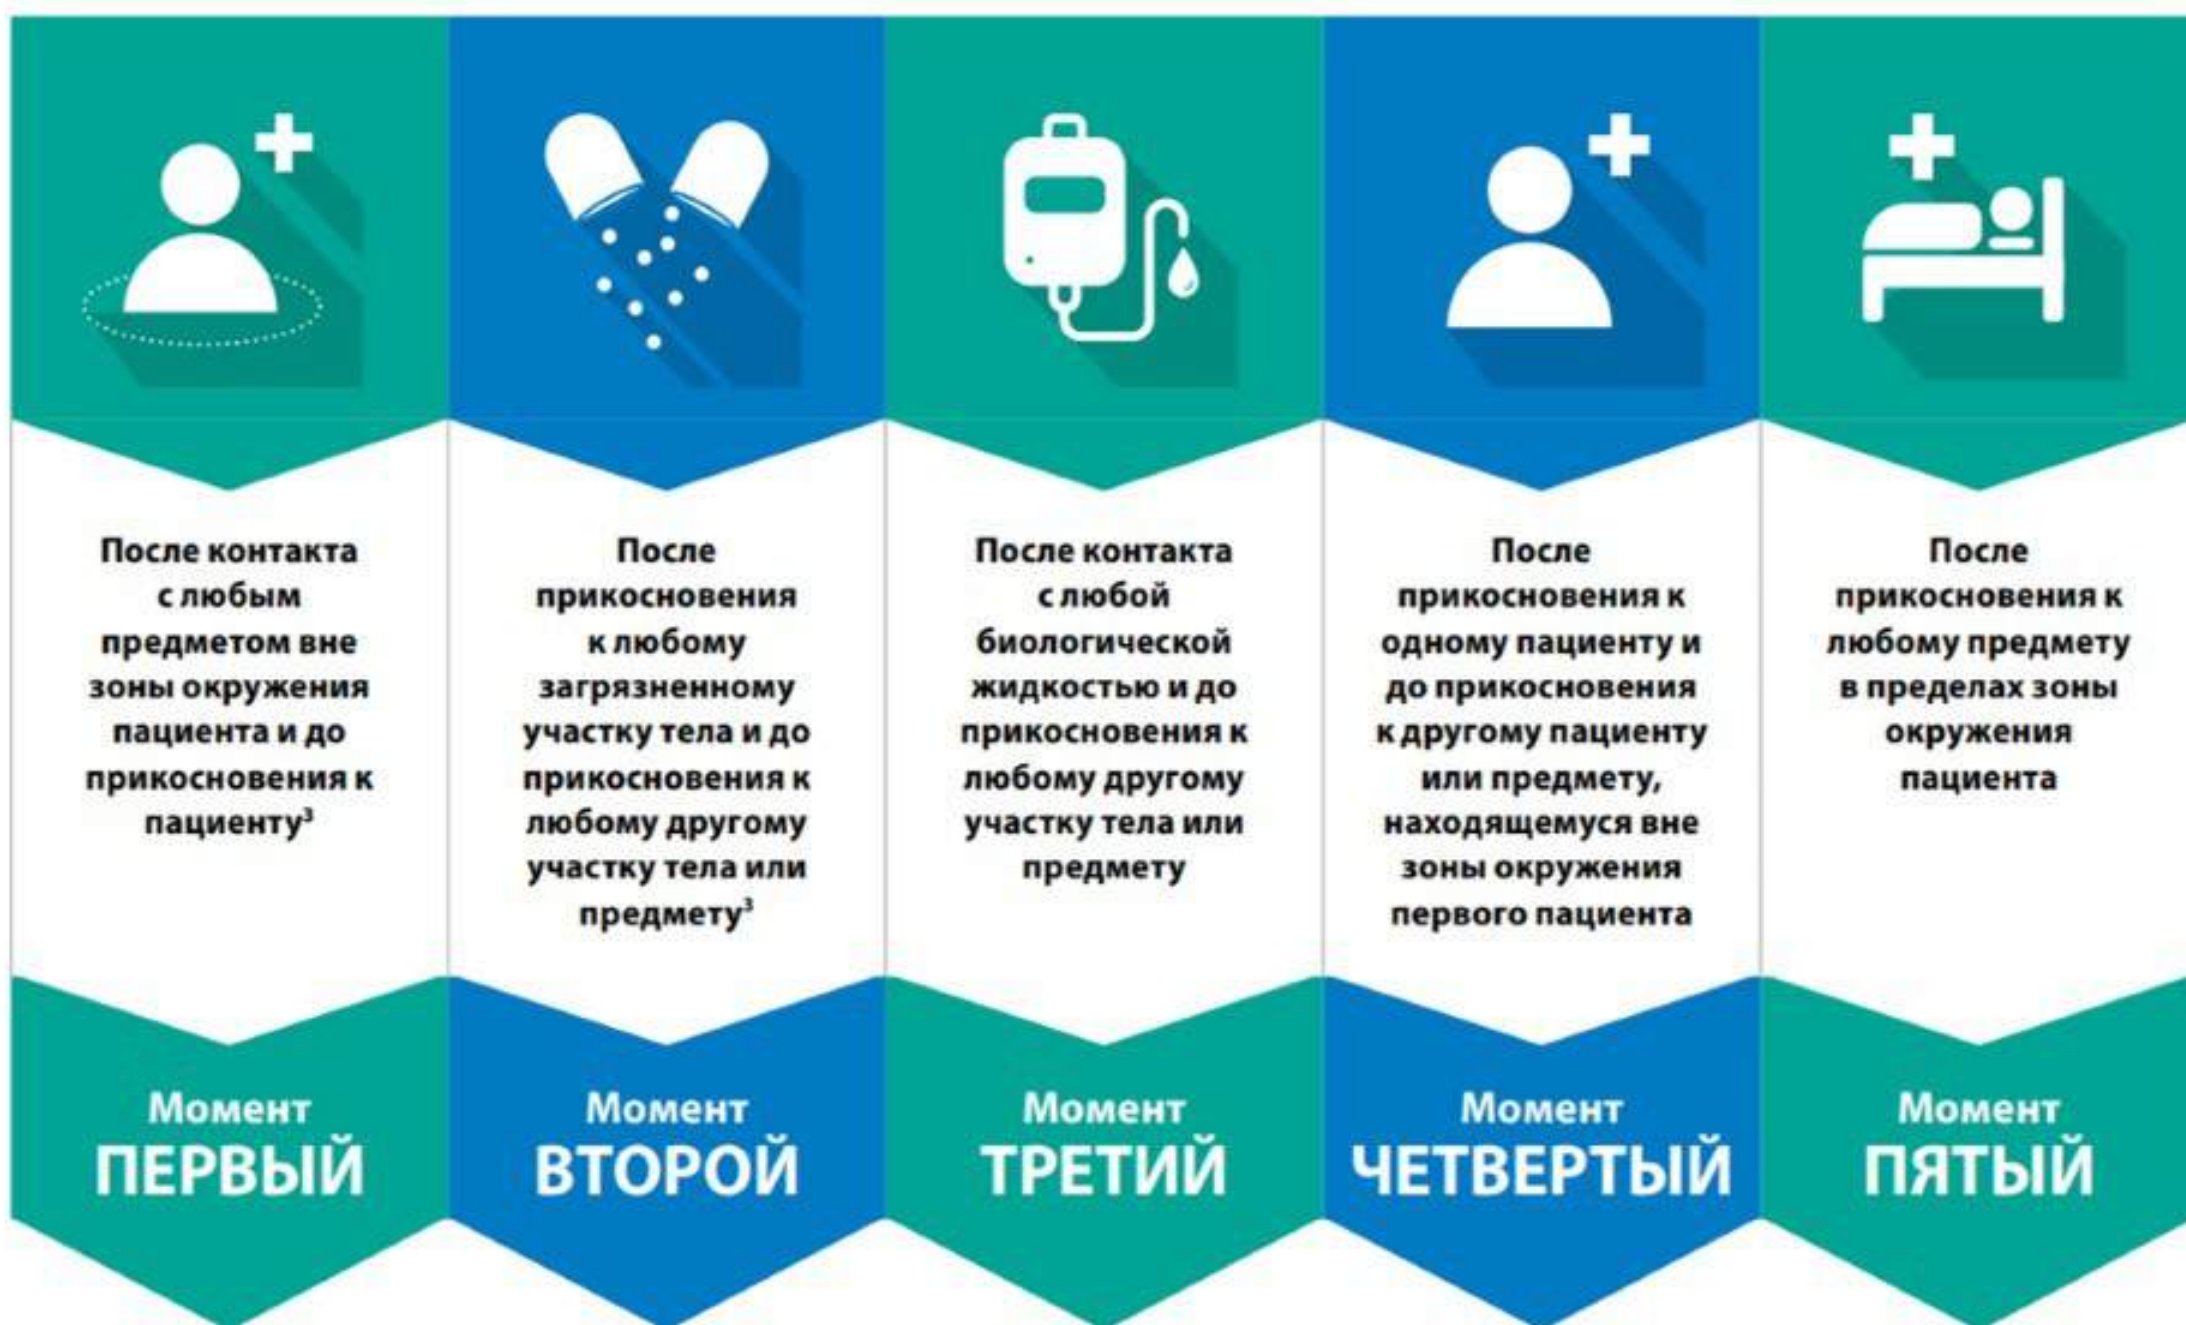 После контакта
с любым
предметом вне
зоны окружения
пациента и до
прикосновения к
пациенту³
После
прикосновения
к любому
загрязненному
участку тела и до
прикосновения к
любому другому
участку тела или
предмету³
После контакта
с любой
биологической
жидкостью и до
прикосновения к
любому другому
участку тела или
предмету
После
прикосновения к
одному пациенту и
до прикосновения
к другому пациенту
или предмету,
находящемуся вне
зоны окружения
первого пациента
После
прикосновения к
любому предмету
в пределах зоны
окружения
пациента
Момент
ПЕРВЫЙ
Момент
ВТОРОЙ
Момент
ТРЕТИЙ
Момент
ЧЕТВЕРТЫЙ
Момент
ПЯТЫЙ